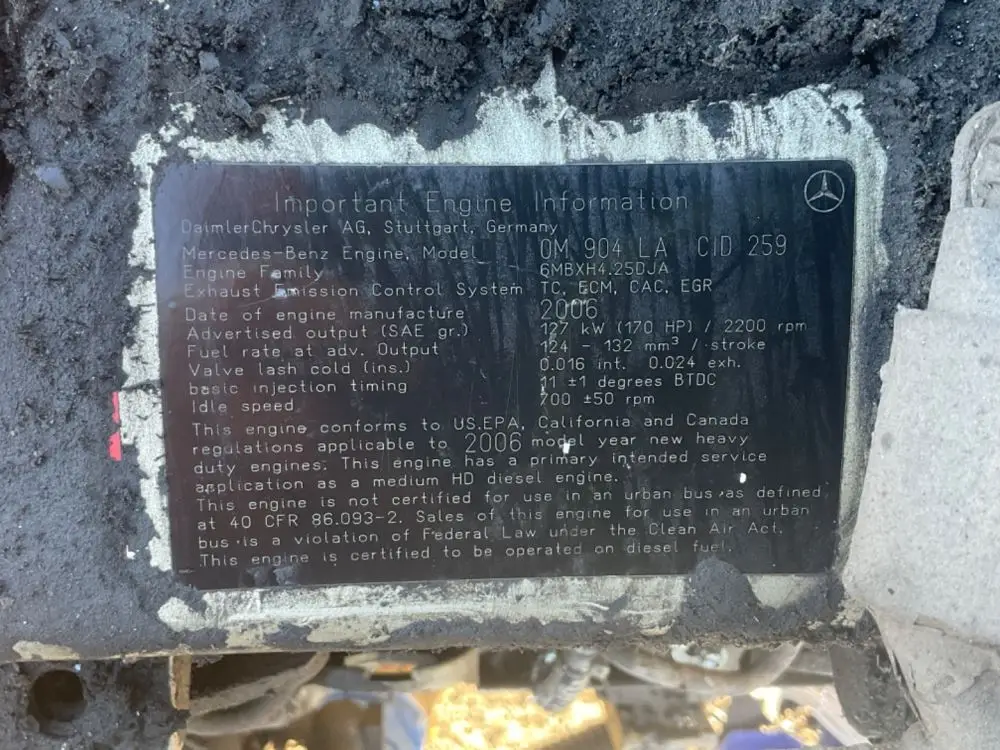 Important Engine Information
DaimlerChrysler AG, Stuttgart, Germany
Mercedes-Benz Engine, Model OM 904 LA CID 259
Engine Family 6MBXH4.25DJA
Exhaust Emission Control System TC, ECM, CAC, EGR
Date of engine manufacture 2006
Advertised output (SAE gr.) 127 kW (170 HP) / 2200 rpm
Fuel rate at adv. Output 124 - 132 mm³ / stroke
Valve lash cold (ins.) 0.016 int. 0.024 exh.
basic injection timing 11 ±1 degrees BTDC
Idle speed 700 ±50 rpm
This engine conforms to US.EPA, California and Canada
regulations applicable to 2006 model year new heavy
duty engines. This engine has a primary intended service
application as a medium HD diesel engine.
This engine is not certified for use in an urban bus as defined
at 40 CFR 86.093-2. Sales of this engine for use in an urban
bus is a violation of Federal Law under the Clean Air Act.
This engine is certified to be operated on diesel fuel.